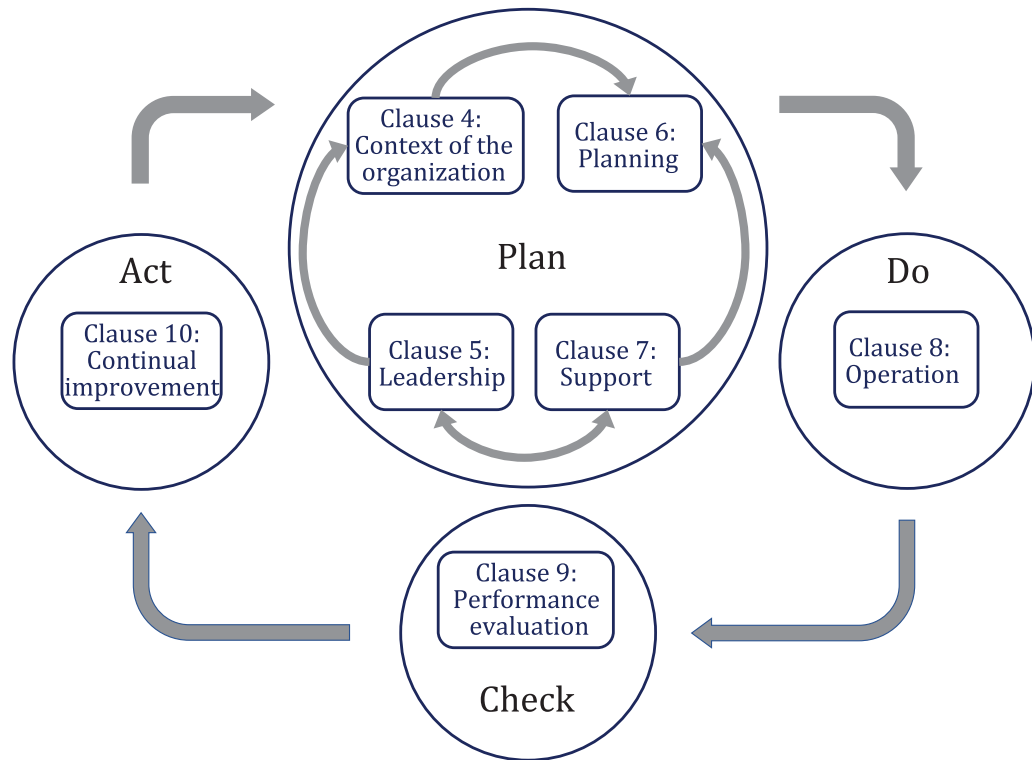 Clause 4:
Context of the
organization
Clause 6:
Planning
Plan
Clause 5:
Leadership
Clause 7:
Support
Do
Clause 8:
Operation
Clause 9:
Performance
evaluation
Check
Act
Clause 10:
Continual
improvement